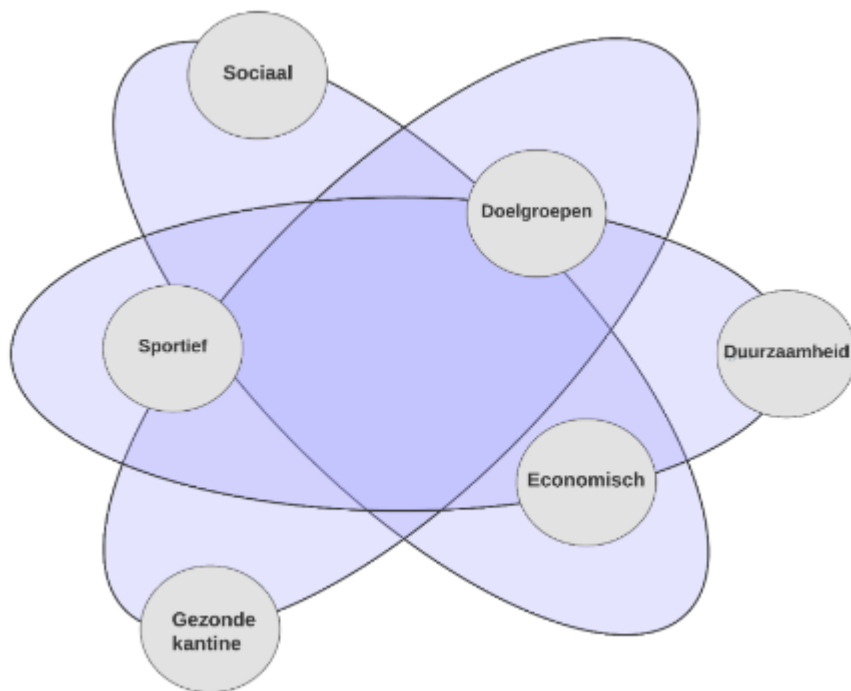 Sociaal
Doelgroepen
Sportief
Duurzaamheid
Economisch
Gezonde
kantine